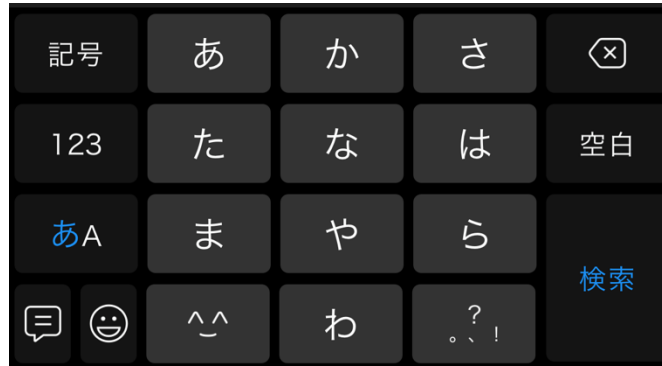 記号 あ か さ
123 た な は 空白
あA ま や ら
検索
^_^ わ 。、?!